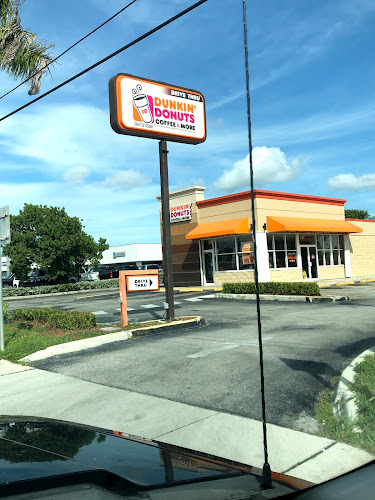 DRIVE THRU
DUNKIN'
DONUTS
COFFEE & MORE
DUNKIN'
DONUTS
DRIVE
THRU